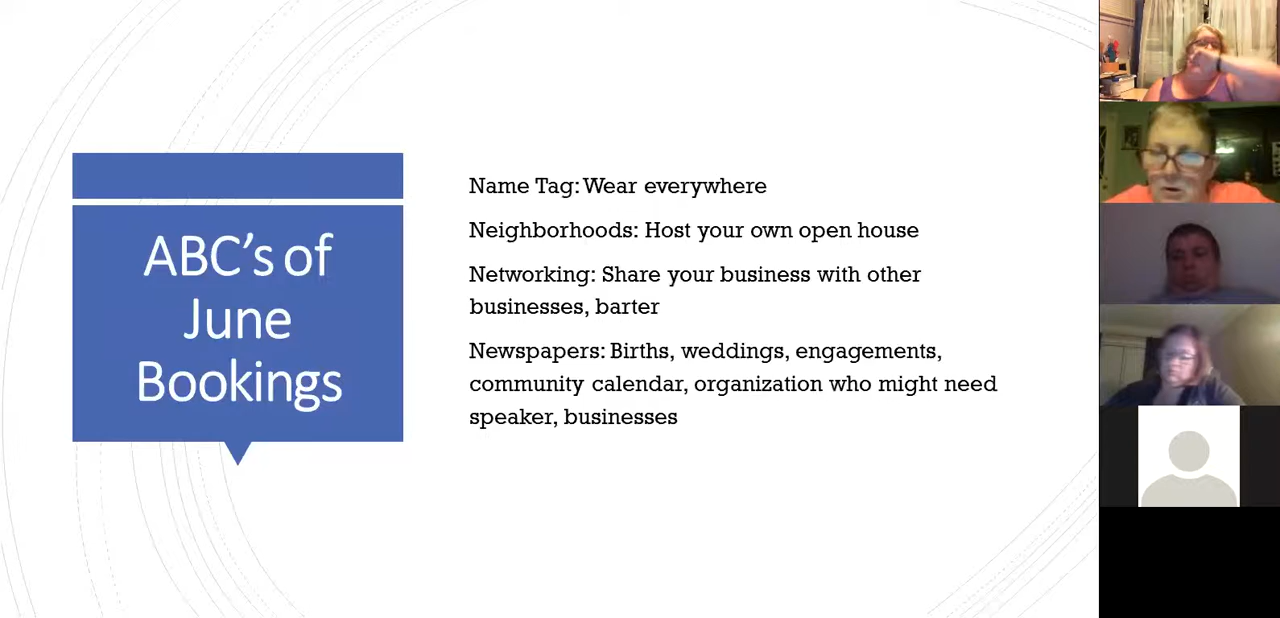 ABC’s of
June
Bookings
Name Tag: Wear everywhere
Neighborhoods: Host your own open house
Networking: Share your business with other
businesses, barter
Newspapers: Births, weddings, engagements,
community calendar, organization who might need
speaker, businesses